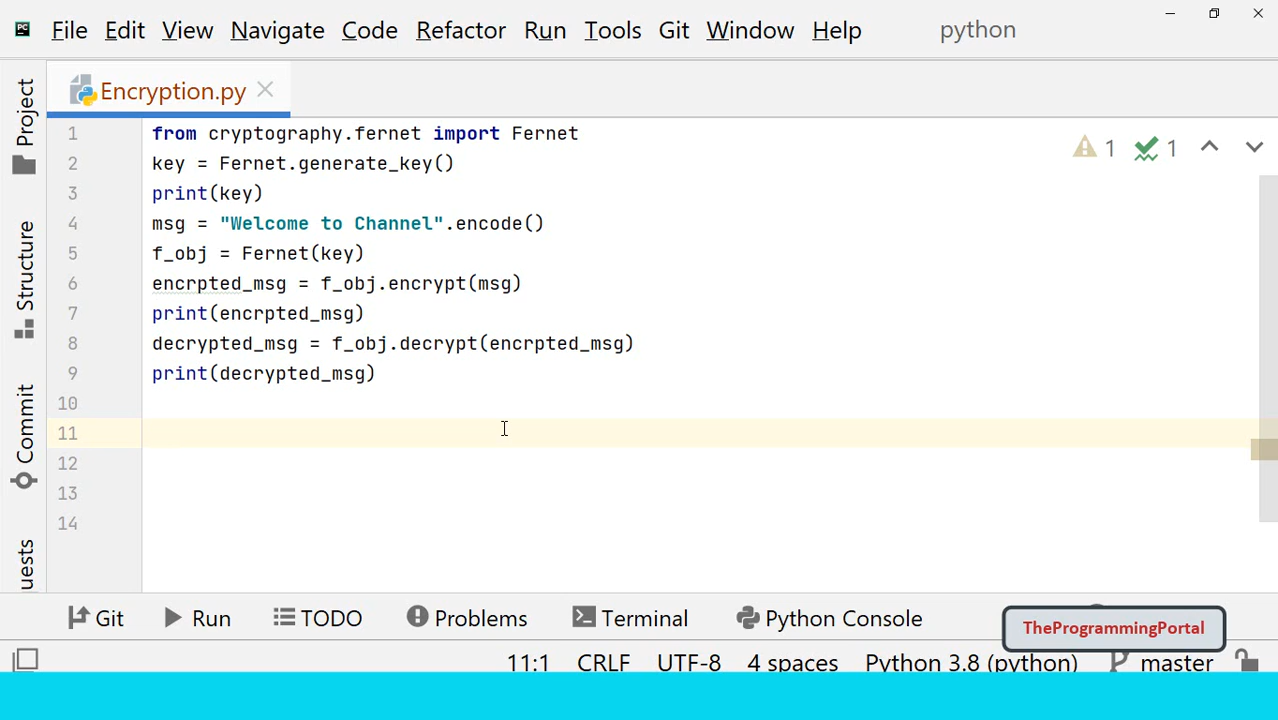 PC File Edit View Navigate Code Refactor Run Tools Git Window Help python
Encryption.py
1 from cryptography.fernet import Fernet
2 key = Fernet.generate_key()
3 print(key)
4 msg = "Welcome to Channel".encode()
5 f_obj = Fernet(key)
6 encrpted_msg = f_obj.encrypt(msg)
7 print(encrpted_msg)
8 decrypted_msg = f_obj.decrypt(encrpted_msg)
9 print(decrypted_msg)
10
11
12
13
14
1 1
Project
Structure
Commit
uests
Git Run TODO Problems Terminal Python Console
TheProgrammingPortal
11:1 CRLF UTF-8 4 spaces Python 3.8 (python) master